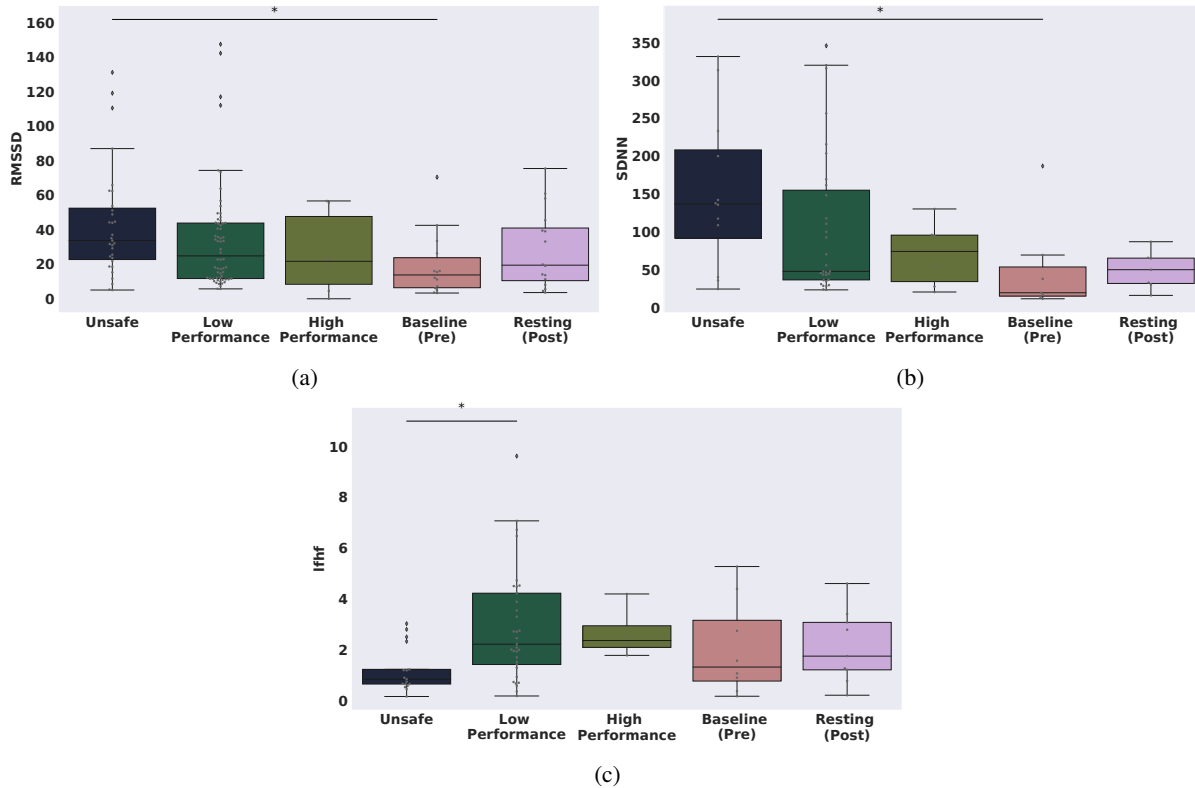 *
160
140
120
100
80
60
40
20
0
RMSSD
Unsafe Low Performance High Performance Baseline (Pre) Resting (Post)
(a)
*
350
300
250
200
150
100
50
0
SDNN
Unsafe Low Performance High Performance Baseline (Pre) Resting (Post)
(b)
*
10
8
6
4
2
0
lfhf
Unsafe Low Performance High Performance Baseline (Pre) Resting (Post)
(c)